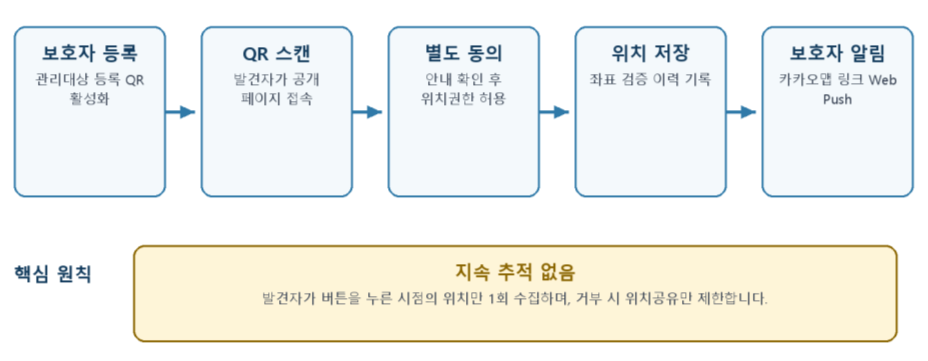 보호자 등록
관리대상 등록 QR
활성화
QR 스캔
발견자가 공개
페이지 접속
별도 동의
안내 확인 후
위치권한 허용
위치 저장
좌표 검증 이력 기록
보호자 알림
카카오맵 링크 Web
Push
핵심 원칙
지속 추적 없음
발견자가 버튼을 누른 시점의 위치만 1회 수집하며, 거부 시 위치공유만 제한합니다.